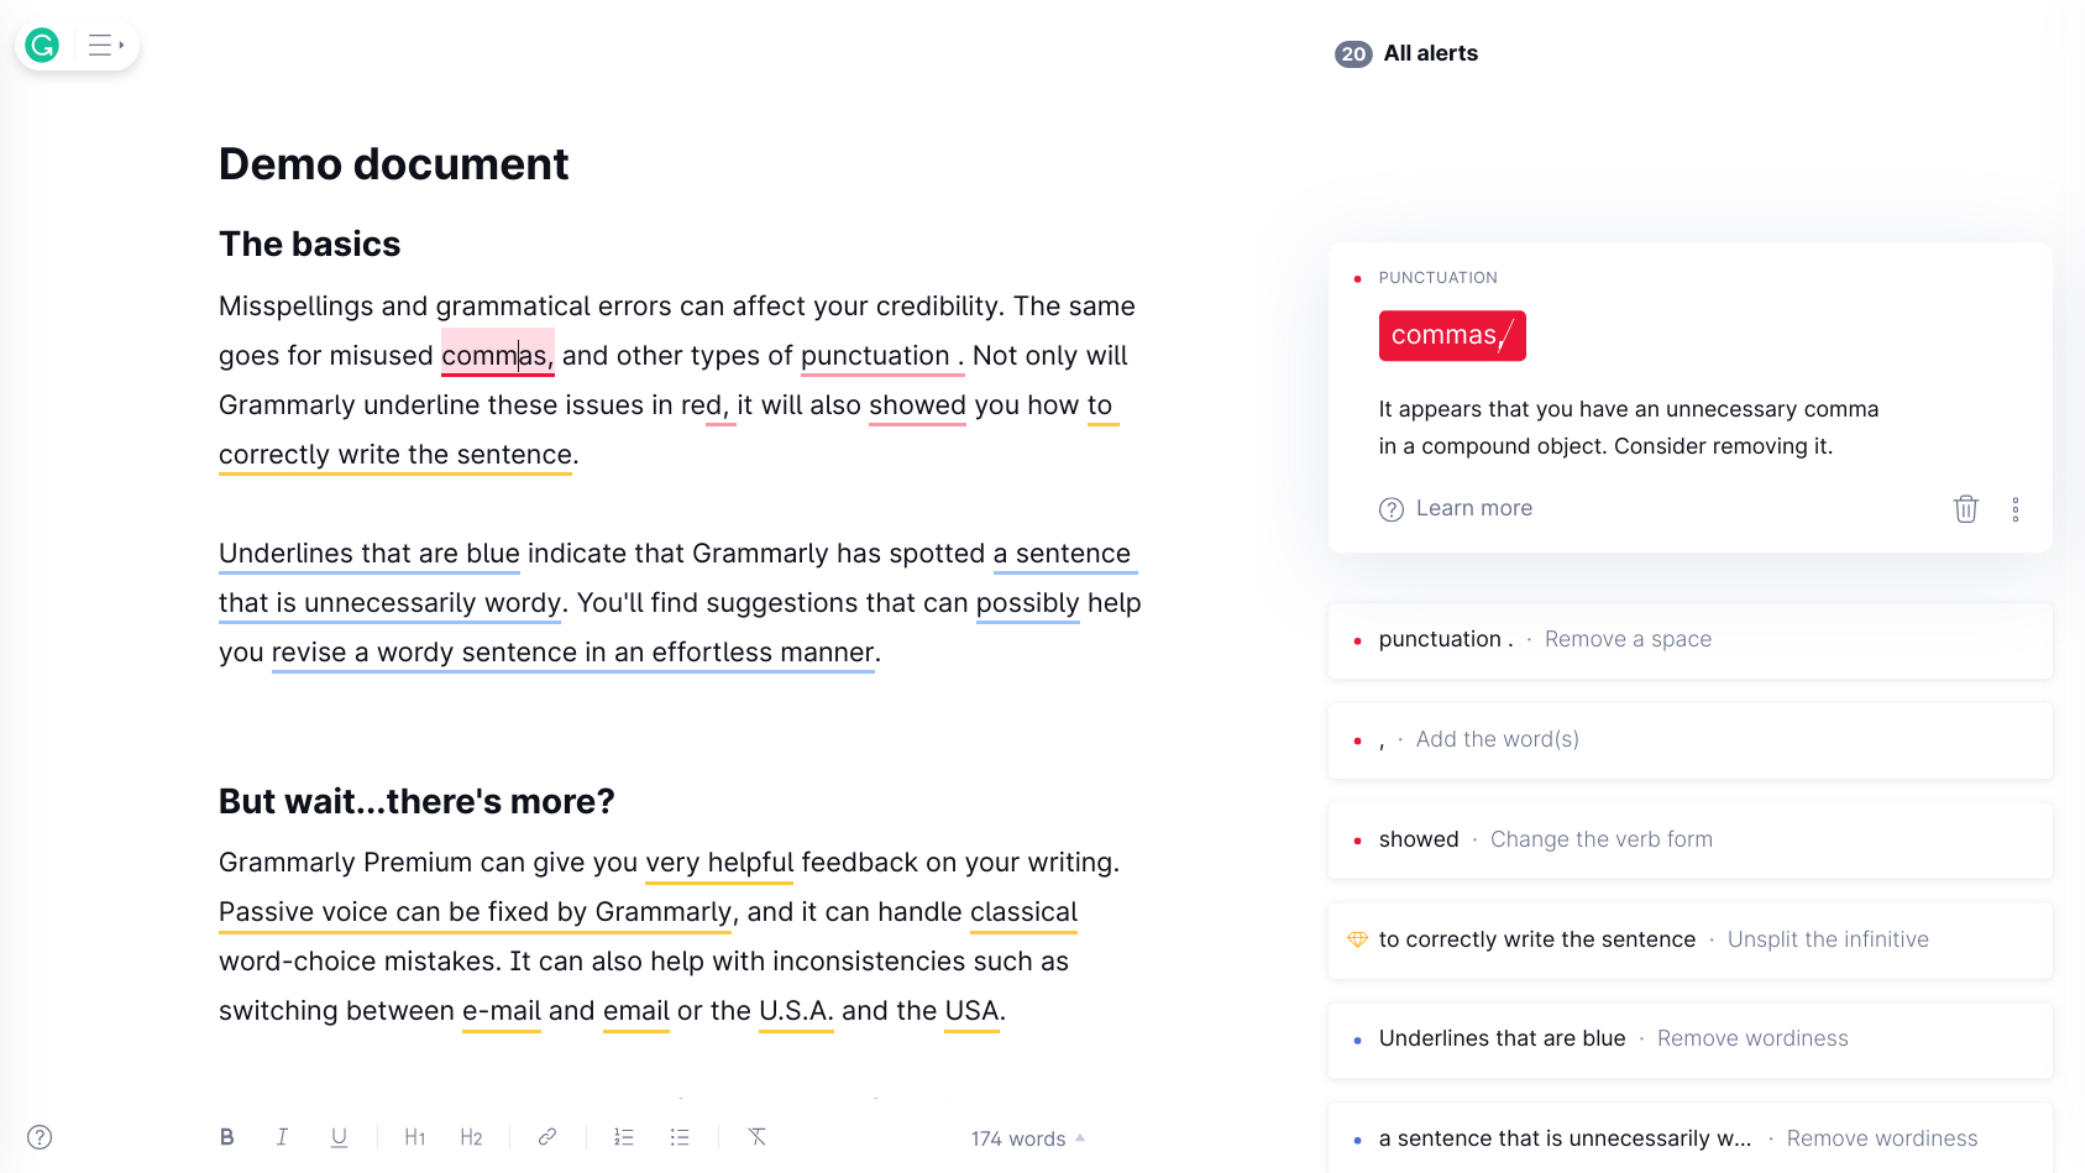 20 All alerts
Demo document
The basics
Misspellings and grammatical errors can affect your credibility. The same
goes for misused commas, and other types of punctuation . Not only will
Grammarly underline these issues in red, it will also showed you how to
correctly write the sentence.
Underlines that are blue indicate that Grammarly has spotted a sentence
that is unnecessarily wordy. You'll find suggestions that can possibly help
you revise a wordy sentence in an effortless manner.
But wait...there's more?
Grammarly Premium can give you very helpful feedback on your writing.
Passive voice can be fixed by Grammarly, and it can handle classical
word-choice mistakes. It can also help with inconsistencies such as
switching between e-mail and email or the U.S.A. and the USA.
B I U H1 H2
174 words
PUNCTUATION
commas,
It appears that you have an unnecessary comma
in a compound object. Consider removing it.
Learn more
punctuation . · Remove a space
, · Add the word(s)
showed · Change the verb form
to correctly write the sentence · Unsplit the infinitive
Underlines that are blue · Remove wordiness
a sentence that is unnecessarily w... · Remove wordiness